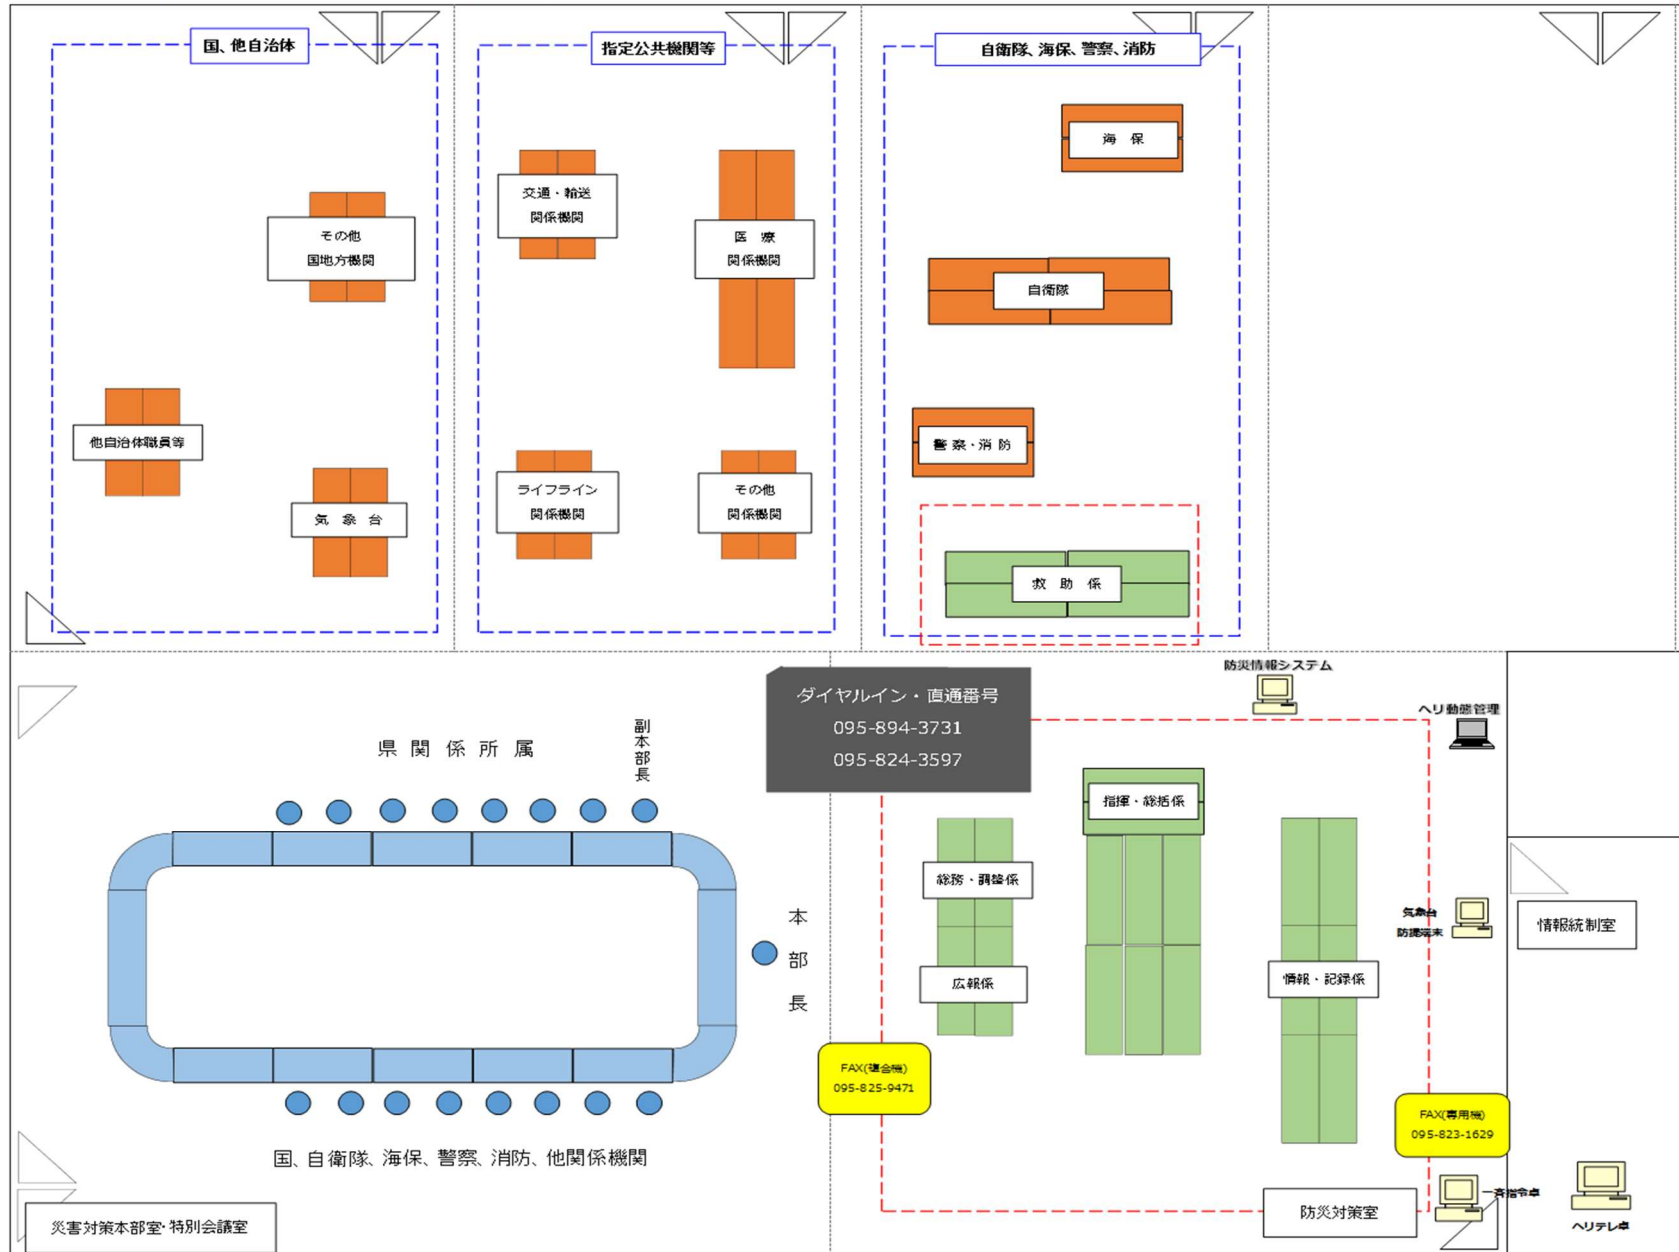 国、他自治体
指定公共機関等
自衛隊、海保、警察、消防
海 保
交通・輸送
関係機関
医 療
関係機関
その他
国地方機関
自衛隊
他自治体職員等
警 察・消 防
気 象 台
ライフライン
関係機関
その他
関係機関
救 助 係
ダイヤルイン・直通番号
095-894-3731
095-824-3597
防災情報システム
ヘリ動態管理
県 関 係 所 属
副本部長
指揮・総括係
総務・調整係
本部長
気象台
防提端末
情報統制室
広報係
情報・記録係
FAX(複合機)
095-825-9471
FAX(専用機)
095-823-1629
国、自衛隊、海保、警察、消防、他関係機関
災害対策本部室・特別会議室
防災対策室
一斉指令卓
ヘリテレ卓